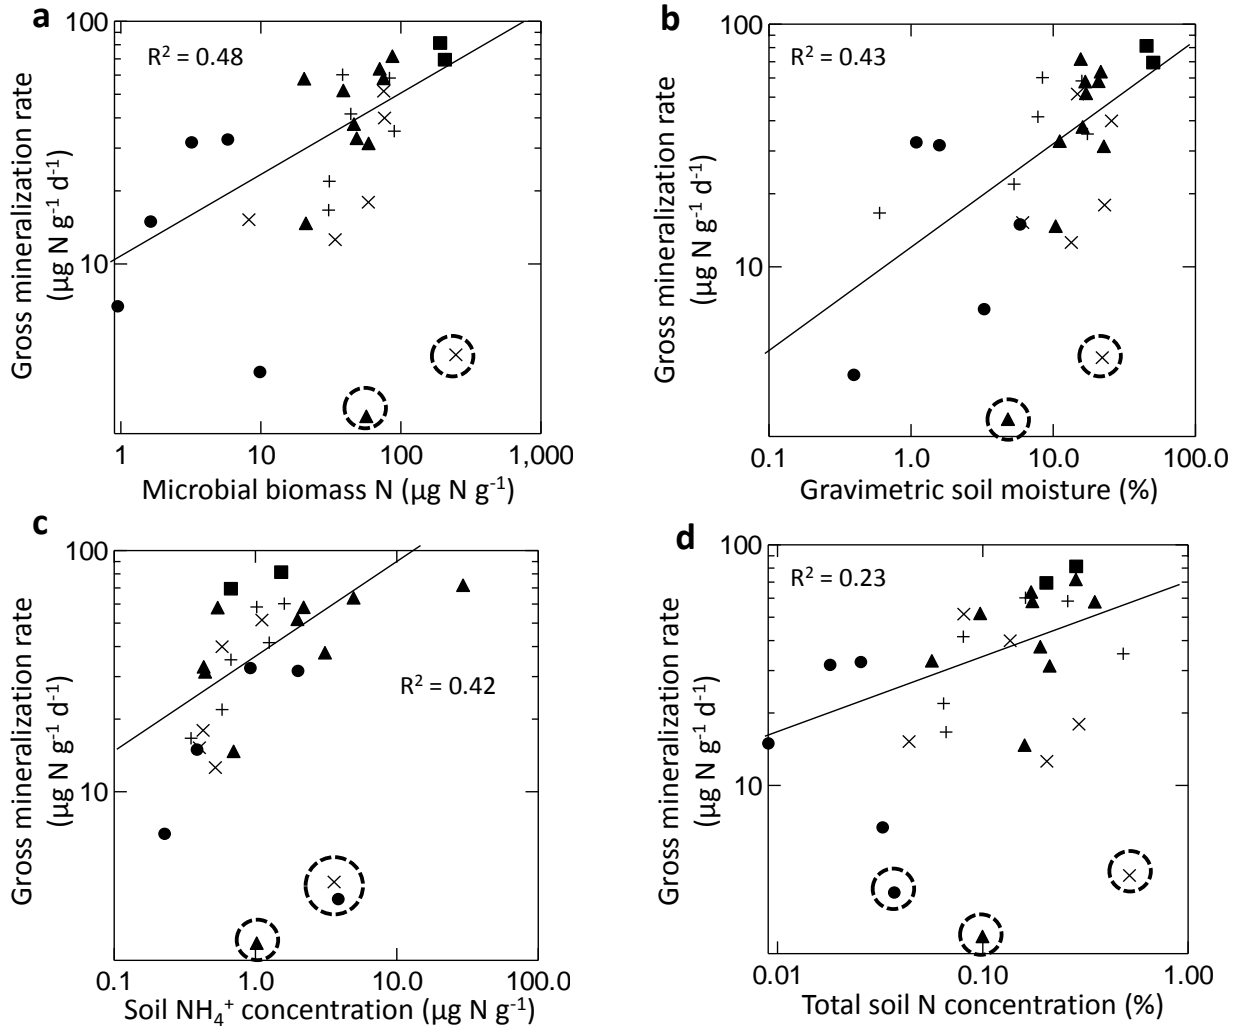 a
100
R² = 0.48
10
Gross mineralization rate
(µg N g⁻¹ d⁻¹)
1 10 100 1,000
Microbial biomass N (µg N g⁻¹)
b
100
R² = 0.43
10
Gross mineralization rate
(µg N g⁻¹ d⁻¹)
0.1 1.0 10.0 100.0
Gravimetric soil moisture (%)
c
100
R² = 0.42
10
Gross mineralization rate
(µg N g⁻¹ d⁻¹)
0.1 1.0 10.0 100.0
Soil NH₄⁺ concentration (µg N g⁻¹)
d
100
R² = 0.23
10
Gross mineralization rate
(µg N g⁻¹ d⁻¹)
0.01 0.10 1.00
Total soil N concentration (%)